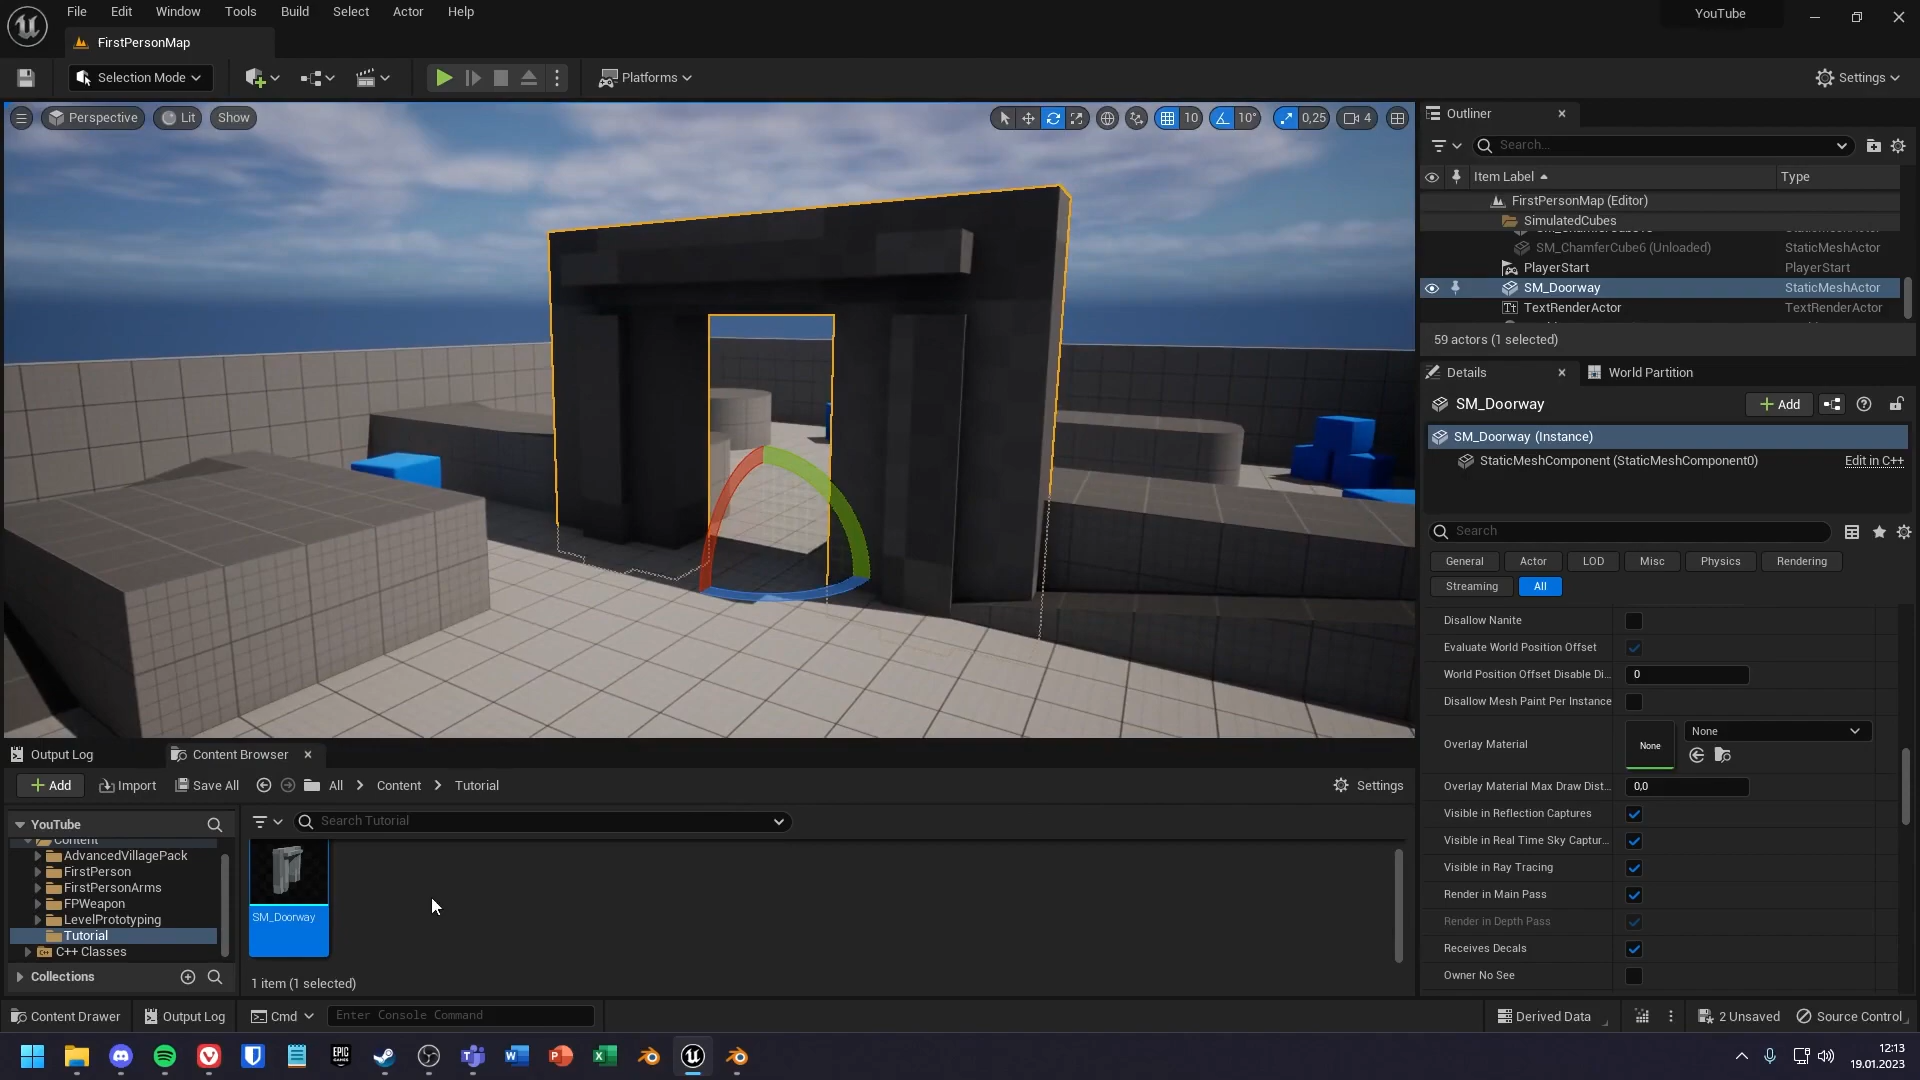 File Edit Window Tools Build Select Actor Help
YouTube
FirstPersonMap
Selection Mode
Platforms
Settings
Perspective
Lit
Show
10
10°
0,25
4
Outliner
Search...
Item Label
Type
FirstPersonMap (Editor)
SimulatedCubes
SM_ChamferCube6 (Unloaded)
StaticMeshActor
PlayerStart
PlayerStart
SM_Doorway
StaticMeshActor
TextRenderActor
TextRenderActor
59 actors (1 selected)
Details
World Partition
SM_Doorway
Add
SM_Doorway (Instance)
StaticMeshComponent (StaticMeshComponent0)
Edit in C++
Search
General
Actor
LOD
Misc
Physics
Rendering
Streaming
All
Disallow Nanite
Evaluate World Position Offset
World Position Offset Disable Di...
0
Disallow Mesh Paint Per Instance
Overlay Material
None
None
Overlay Material Max Draw Dist...
0,0
Visible in Reflection Captures
Visible in Real Time Sky Captur...
Visible in Ray Tracing
Render in Main Pass
Render in Depth Pass
Receives Decals
Owner No See
Output Log
Content Browser
Add
Import
Save All
All
Content
Tutorial
Settings
YouTube
Search Tutorial
Content
AdvancedVillagePack
FirstPerson
FirstPersonArms
FPWeapon
LevelPrototyping
Tutorial
C++ Classes
Collections
SM_Doorway
1 item (1 selected)
Content Drawer
Output Log
Cmd
Enter Console Command
Derived Data
2 Unsaved
Source Control
EPIC GAMES
12:13
19.01.2023